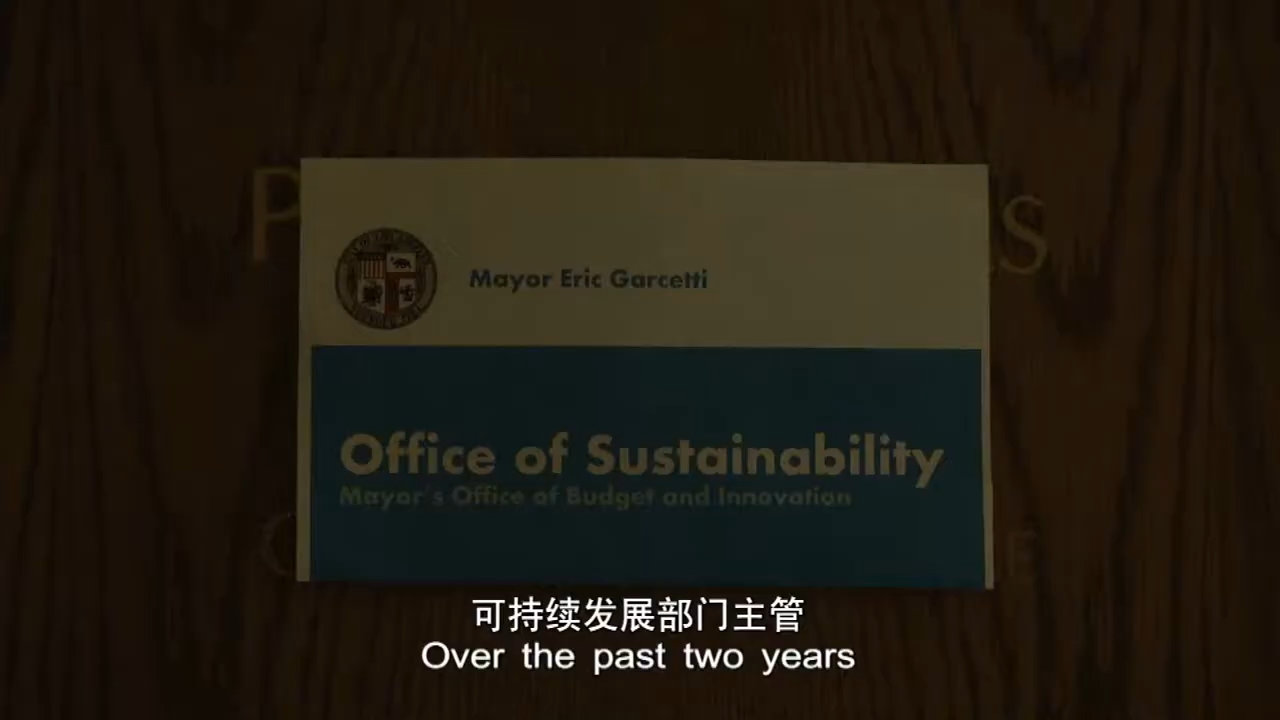 Mayor Eric Garcetti
Office of Sustainability
Mayor's Office of Budget and Innovation
可持续发展部门主管
Over the past two years